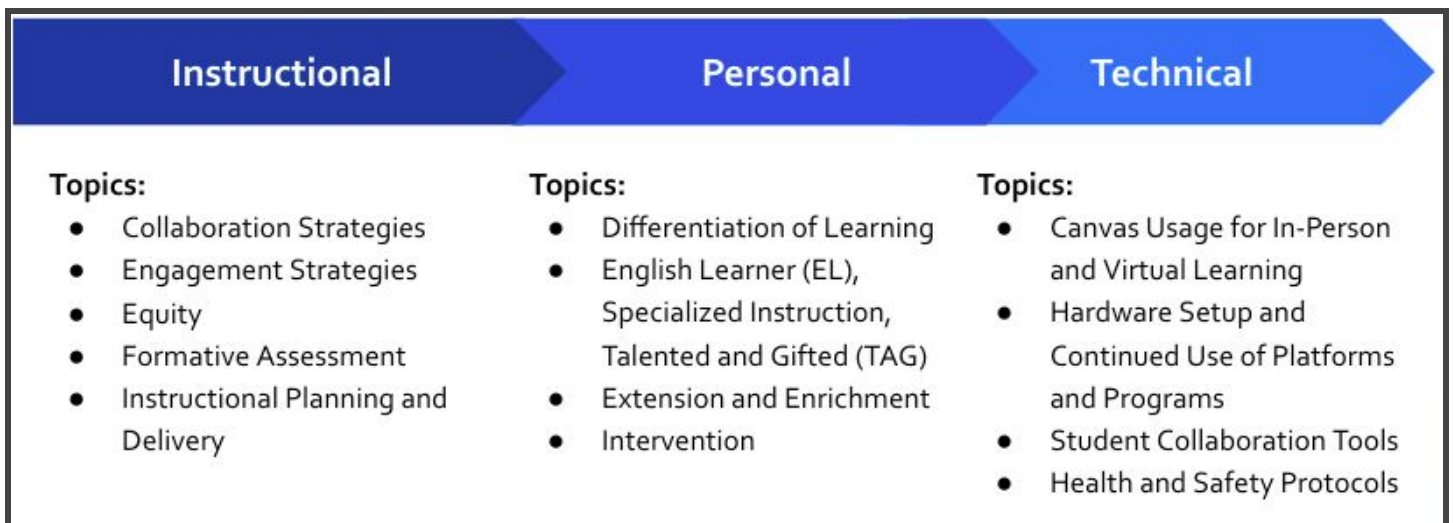 Instructional
Personal
Technical
Topics:
● Collaboration Strategies
● Engagement Strategies
● Equity
● Formative Assessment
● Instructional Planning and
Delivery
Topics:
● Differentiation of Learning
● English Learner (EL),
Specialized Instruction,
Talented and Gifted (TAG)
● Extension and Enrichment
● Intervention
Topics:
● Canvas Usage for In-Person
and Virtual Learning
● Hardware Setup and
Continued Use of Platforms
and Programs
● Student Collaboration Tools
● Health and Safety Protocols